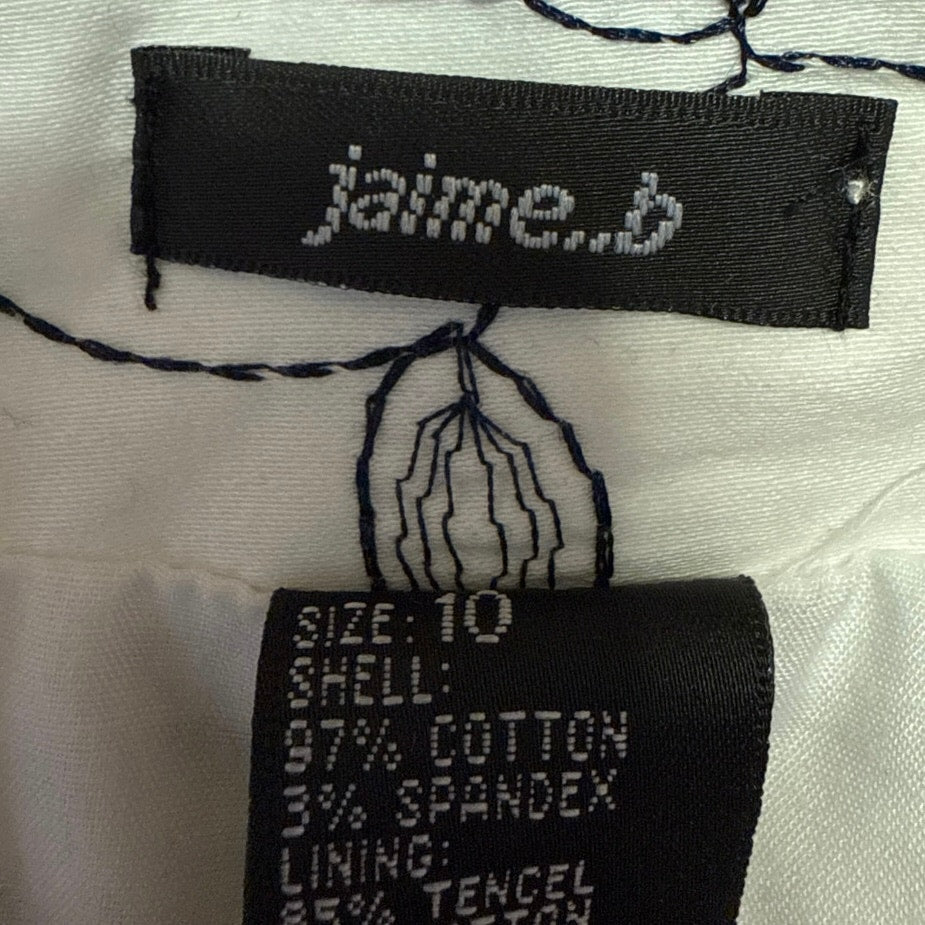 jaime..b
SIZE: 10
SHELL:
97% COTTON
3% SPANDEX
LINING:
TENCEL